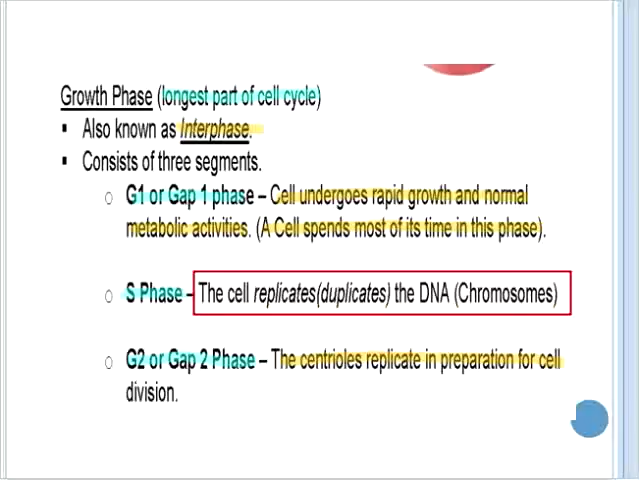 Growth Phase (longest part of cell cycle)
▪ Also known as Interphase.
▪ Consists of three segments.
○ G1 or Gap 1 phase – Cell undergoes rapid growth and normal
metabolic activities. (A Cell spends most of its time in this phase).
○ S Phase – The cell replicates(duplicates) the DNA (Chromosomes)
○ G2 or Gap 2 Phase – The centrioles replicate in preparation for cell
division.